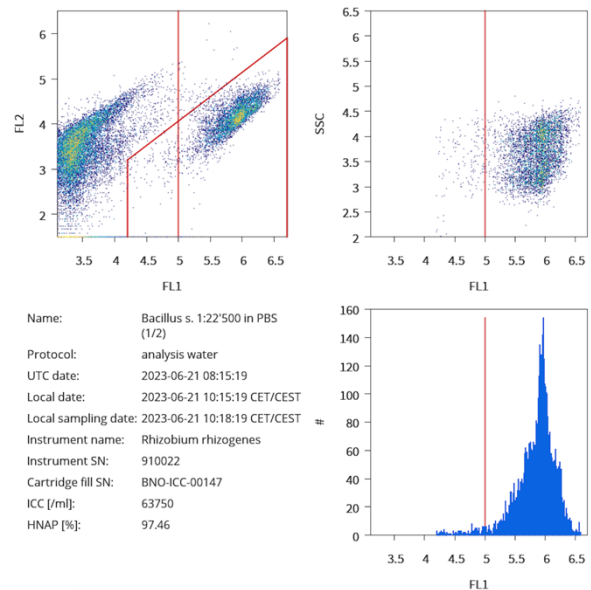 6.5
6
6
5.5
5
5
4.5
FL2
4
SSC
4
3.5
3
3
2.5
2
2
3.5 4 4.5 5 5.5 6 6.5
3.5 4 4.5 5 5.5 6 6.5
FL1
FL1
Name: Bacillus s. 1:22'500 in PBS
(1/2)
Protocol: analysis water
UTC date: 2023-06-21 08:15:19
Local date: 2023-06-21 10:15:19 CET/CEST
Local sampling date: 2023-06-21 10:18:19 CET/CEST
Instrument name: Rhizobium rhizogenes
Instrument SN: 910022
Cartridge fill SN: BNO-ICC-00147
ICC [/ml]: 63750
HNAP [%]: 97.46
160
140
120
100
80
#
60
40
20
0
3.5 4 4.5 5 5.5 6 6.5
FL1